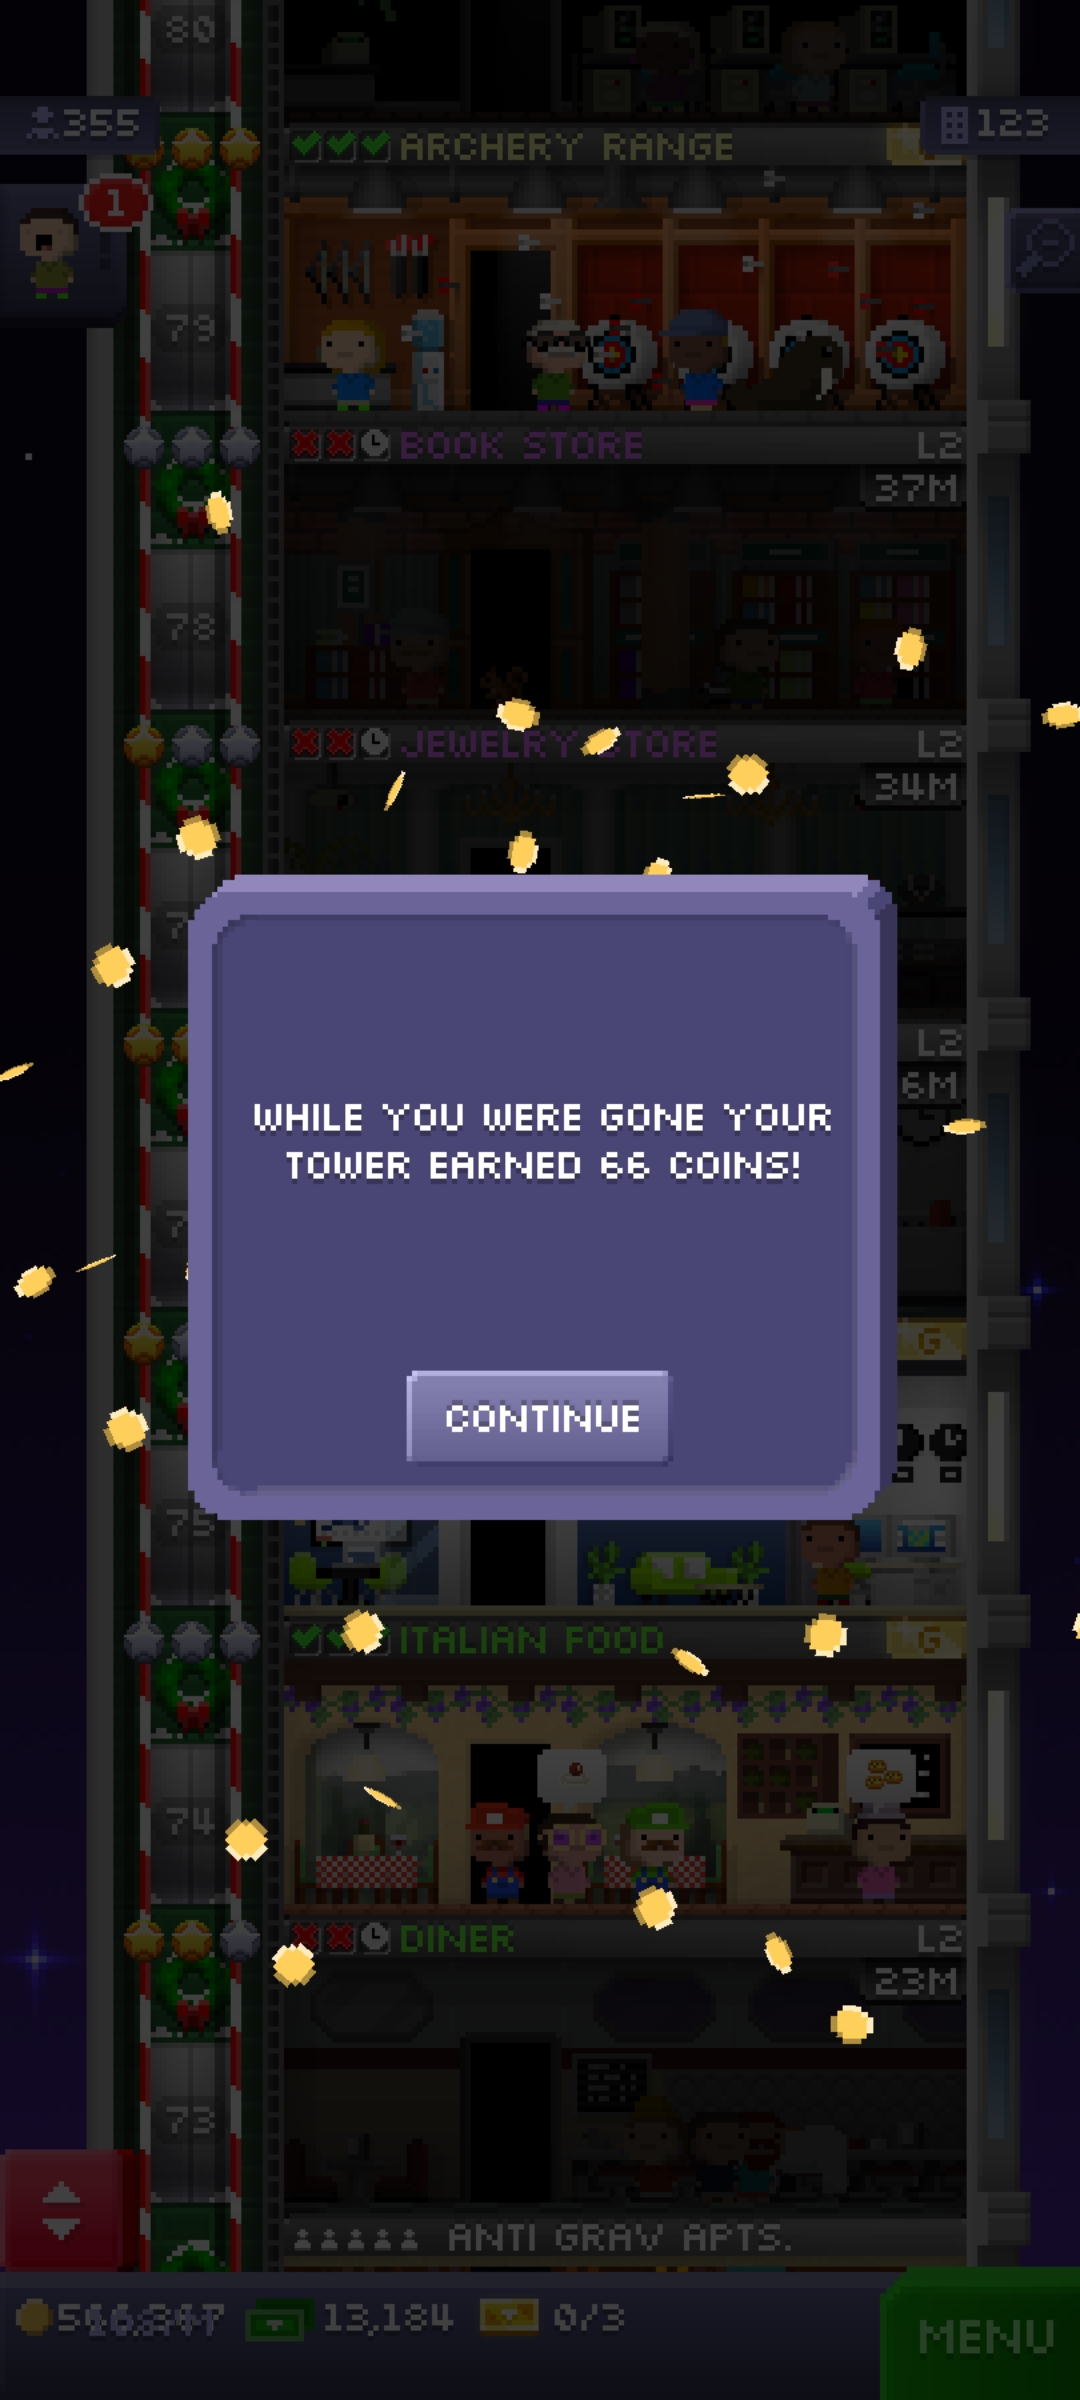 80
355
123
ARCHERY RANGE
1
79
BOOK STORE L2
37M
78
JEWELRY STORE L2
34M
L2
6M
WHILE YOU WERE GONE YOUR
TOWER EARNED 66 COINS!
G
CONTINUE
75
ITALIAN FOOD G
74
DINER L2
23M
73
ANTI GRAV APTS.
13,184 0/3
MENU